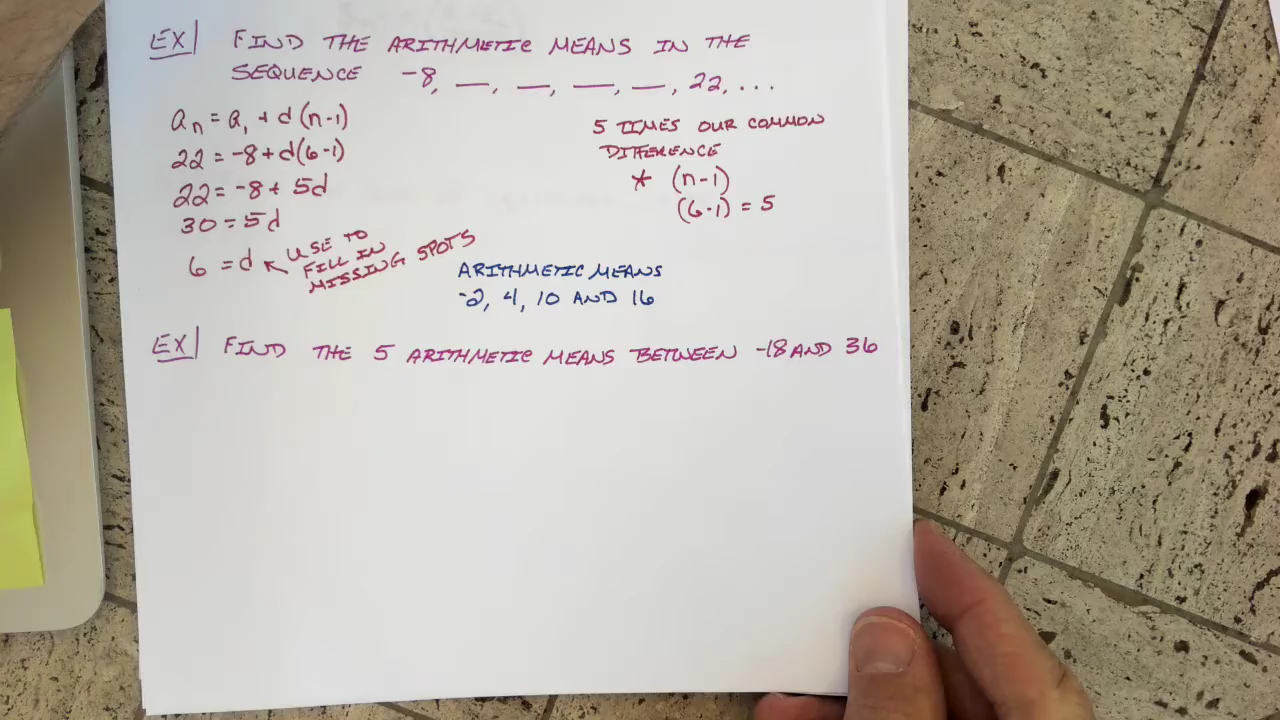 EX| FIND THE ARITHMETIC MEANS IN THE
SEQUENCE -8, __, __, __, __, 22, ...
aₙ = a₁ + d(n-1)
22 = -8 + d(6-1)
22 = -8 + 5d
30 = 5d
6 = d ← USE TO
FILL IN
MISSING SPOTS
5 TIMES OUR COMMON
DIFFERENCE
* (n-1)
(6-1) = 5
ARITHMETIC MEANS
-2, 4, 10 AND 16
EX| FIND THE 5 ARITHMETIC MEANS BETWEEN -18 AND 36